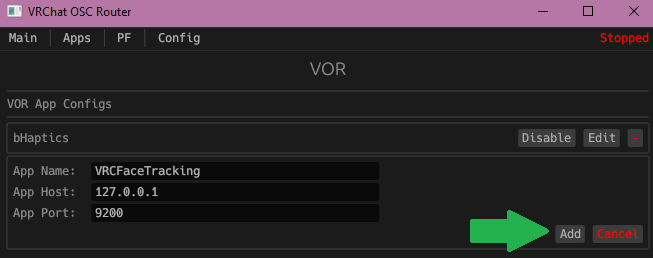 VRChat OSC Router
Main Apps PF Config Stopped
VOR
VOR App Configs
bHaptics Disable Edit -
App Name: VRCFaceTracking
App Host: 127.0.0.1
App Port: 9200
Add Cancel